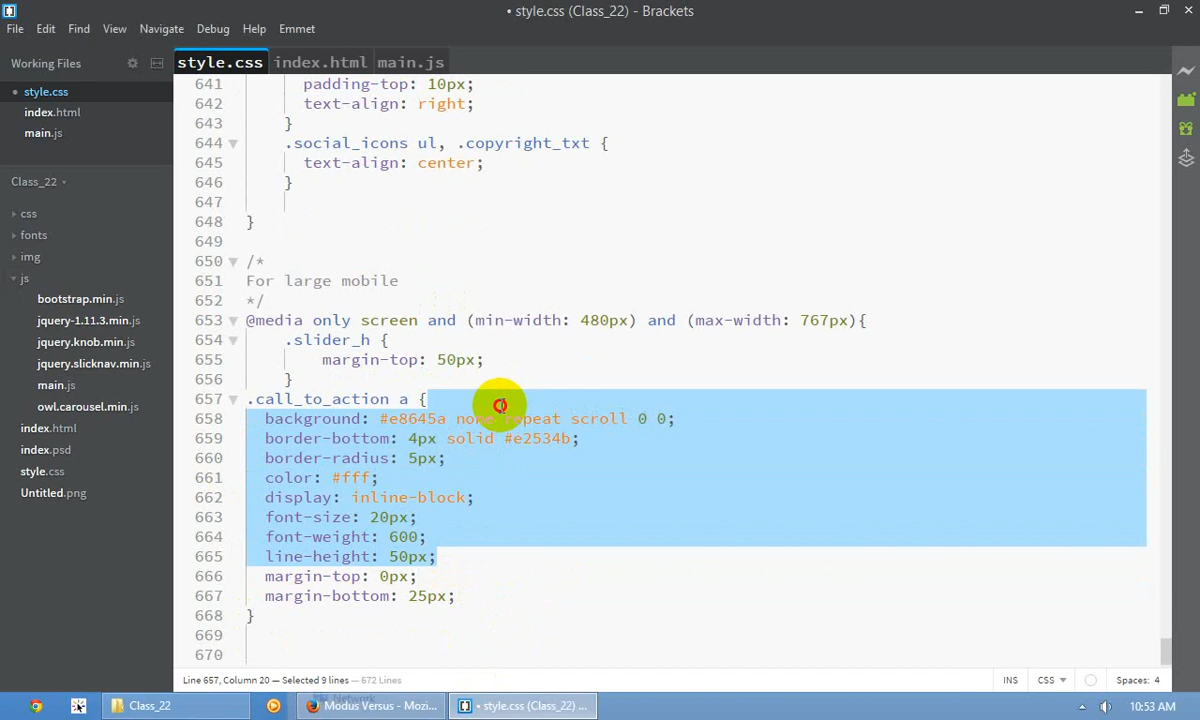 • style.css (Class_22) - Brackets
File Edit Find View Navigate Debug Help Emmet
Working Files
• style.css
index.html
main.js
Class_22
css
fonts
img
js
bootstrap.min.js
jquery-1.11.3.min.js
jquery.knob.min.js
jquery.slicknav.min.js
main.js
owl.carousel.min.js
index.html
index.psd
style.css
Untitled.png
style.css index.html main.js
641 padding-top: 10px;
642 text-align: right;
643 }
644 .social_icons ul, .copyright_txt {
645 text-align: center;
646 }
647
648 }
649
650 /*
651 For large mobile
652 */
653 @media only screen and (min-width: 480px) and (max-width: 767px){
654 .slider_h {
655 margin-top: 50px;
656 }
657 .call_to_action a {
658 background: #e8645a none repeat scroll 0 0;
659 border-bottom: 4px solid #e2534b;
660 border-radius: 5px;
661 color: #fff;
662 display: inline-block;
663 font-size: 20px;
664 font-weight: 600;
665 line-height: 50px;
666 margin-top: 0px;
667 margin-bottom: 25px;
668 }
669
670
Line 657, Column 20 — Selected 9 lines — 672 Lines
INS CSS Spaces: 4
Network
Class_22
Modus Versus - Mozi...
• style.css (Class_22) ...
10:53 AM